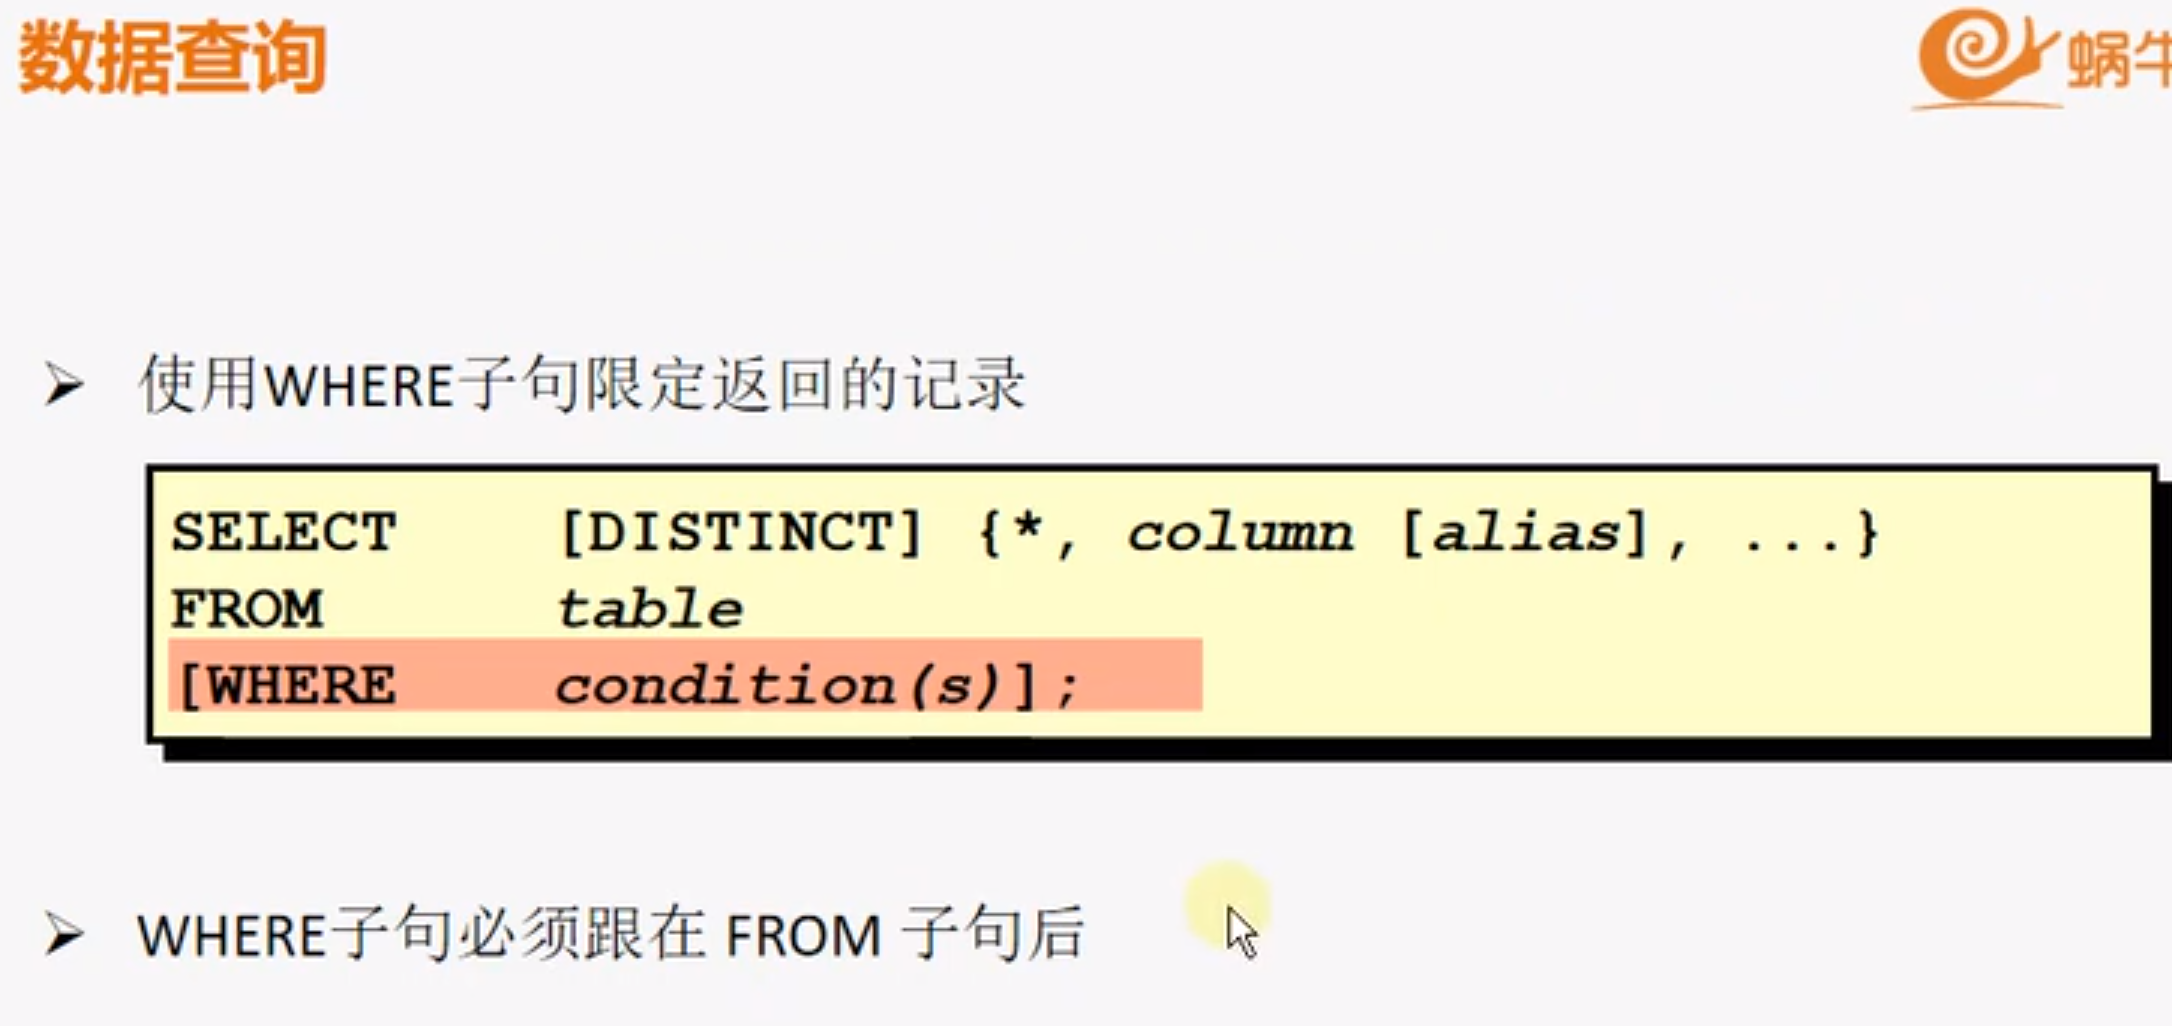 数据查询
蜗牛
使用WHERE子句限定返回的记录
SELECT [DISTINCT] {*, column [alias], ...}
FROM table
[WHERE condition(s)];
WHERE子句必须跟在 FROM 子句后